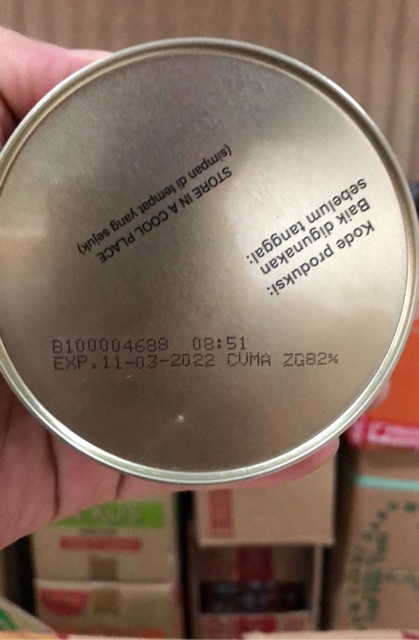 STORE IN A COOL PLACE
(simpan di tempat yang sejuk)
Kode produksi:
Baik digunakan
sebelum tanggal:
B100004688 08:51
EXP.11-03-2022 CVMA ZG82%